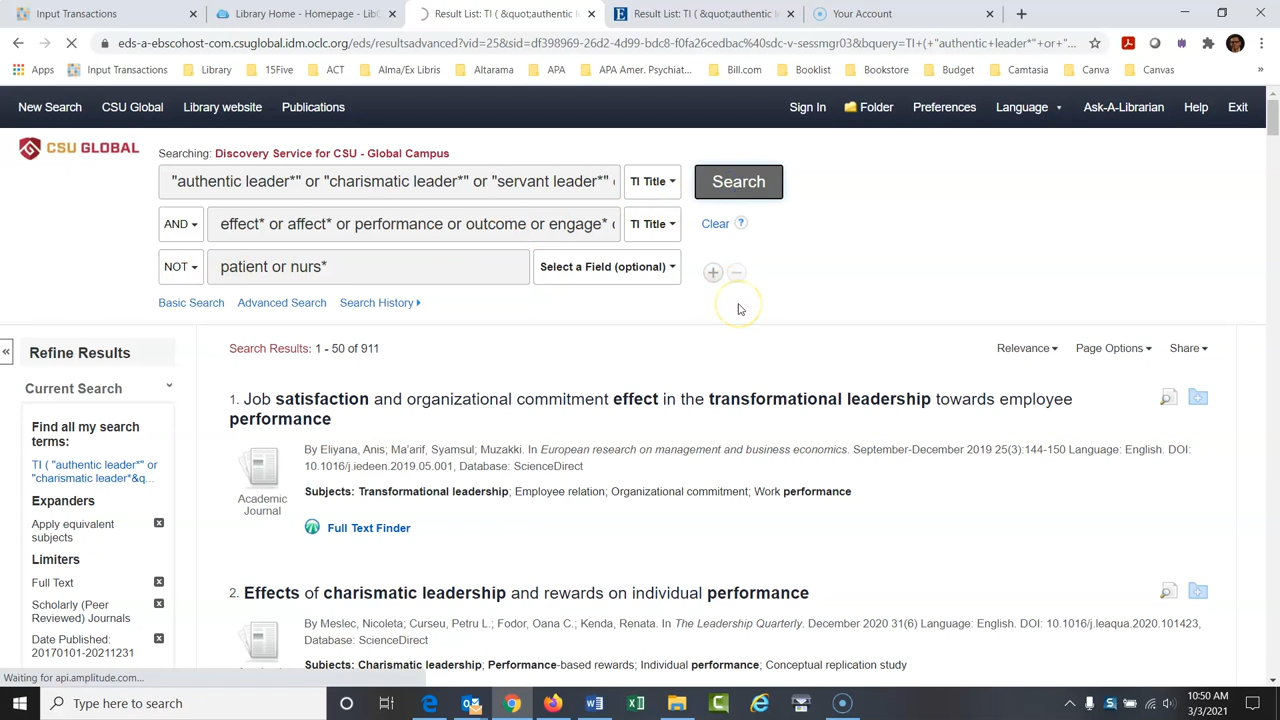 Input Transactions
Library Home - Homepage - LibG
Result List: TI ( &quot;authentic le
Result List: TI ( &quot;authentic le
Your Account
eds-a-ebscohost-com.csuglobal.idm.oclc.org/eds/resultsadvanced?vid=25&sid=df398969-26d2-4d99-bdc8-f0fa26cedbac%40sdc-v-sessmgr03&bquery=TI+(+"authentic+leader*"+or+"...
Apps
Input Transactions
Library
15Five
ACT
Alma/Ex Libris
Altarama
APA
APA Amer. Psychiat...
Bill.com
Booklist
Bookstore
Budget
Camtasia
Canva
Canvas
»
New Search
CSU Global
Library website
Publications
Sign In
Folder
Preferences
Language
Ask-A-Librarian
Help
Exit
CSU GLOBAL
Searching: Discovery Service for CSU - Global Campus
"authentic leader*" or "charismatic leader*" or "servant leader*"
TI Title
Search
AND
effect* or affect* or performance or outcome or engage*
TI Title
Clear ?
NOT
patient or nurs*
Select a Field (optional)
Basic Search
Advanced Search
Search History
«
Refine Results
Search Results: 1 - 50 of 911
Relevance
Page Options
Share
Current Search
Find all my search
terms:
TI ( "authentic leader*" or
"charismatic leader*&q...
Expanders
Apply equivalent
subjects
Limiters
Full Text
Scholarly (Peer
Reviewed) Journals
Date Published:
20170101-20211231
1. Job satisfaction and organizational commitment effect in the transformational leadership towards employee
performance
By Eliyana, Anis; Ma'arif, Syamsul; Muzakki. In European research on management and business economics. September-December 2019 25(3):144-150 Language: English. DOI:
10.1016/j.iedeen.2019.05.001, Database: ScienceDirect
Academic
Journal
Subjects: Transformational leadership; Employee relation; Organizational commitment; Work performance
Full Text Finder
2. Effects of charismatic leadership and rewards on individual performance
By Meslec, Nicoleta; Curseu, Petru L.; Fodor, Oana C.; Kenda, Renata. In The Leadership Quarterly. December 2020 31(6) Language: English. DOI: 10.1016/j.leaqua.2020.101423,
Database: ScienceDirect
Subjects: Charismatic leadership; Performance-based rewards; Individual performance; Conceptual replication study
Waiting for api.amplitude.com...
Type here to search
10:50 AM
3/3/2021